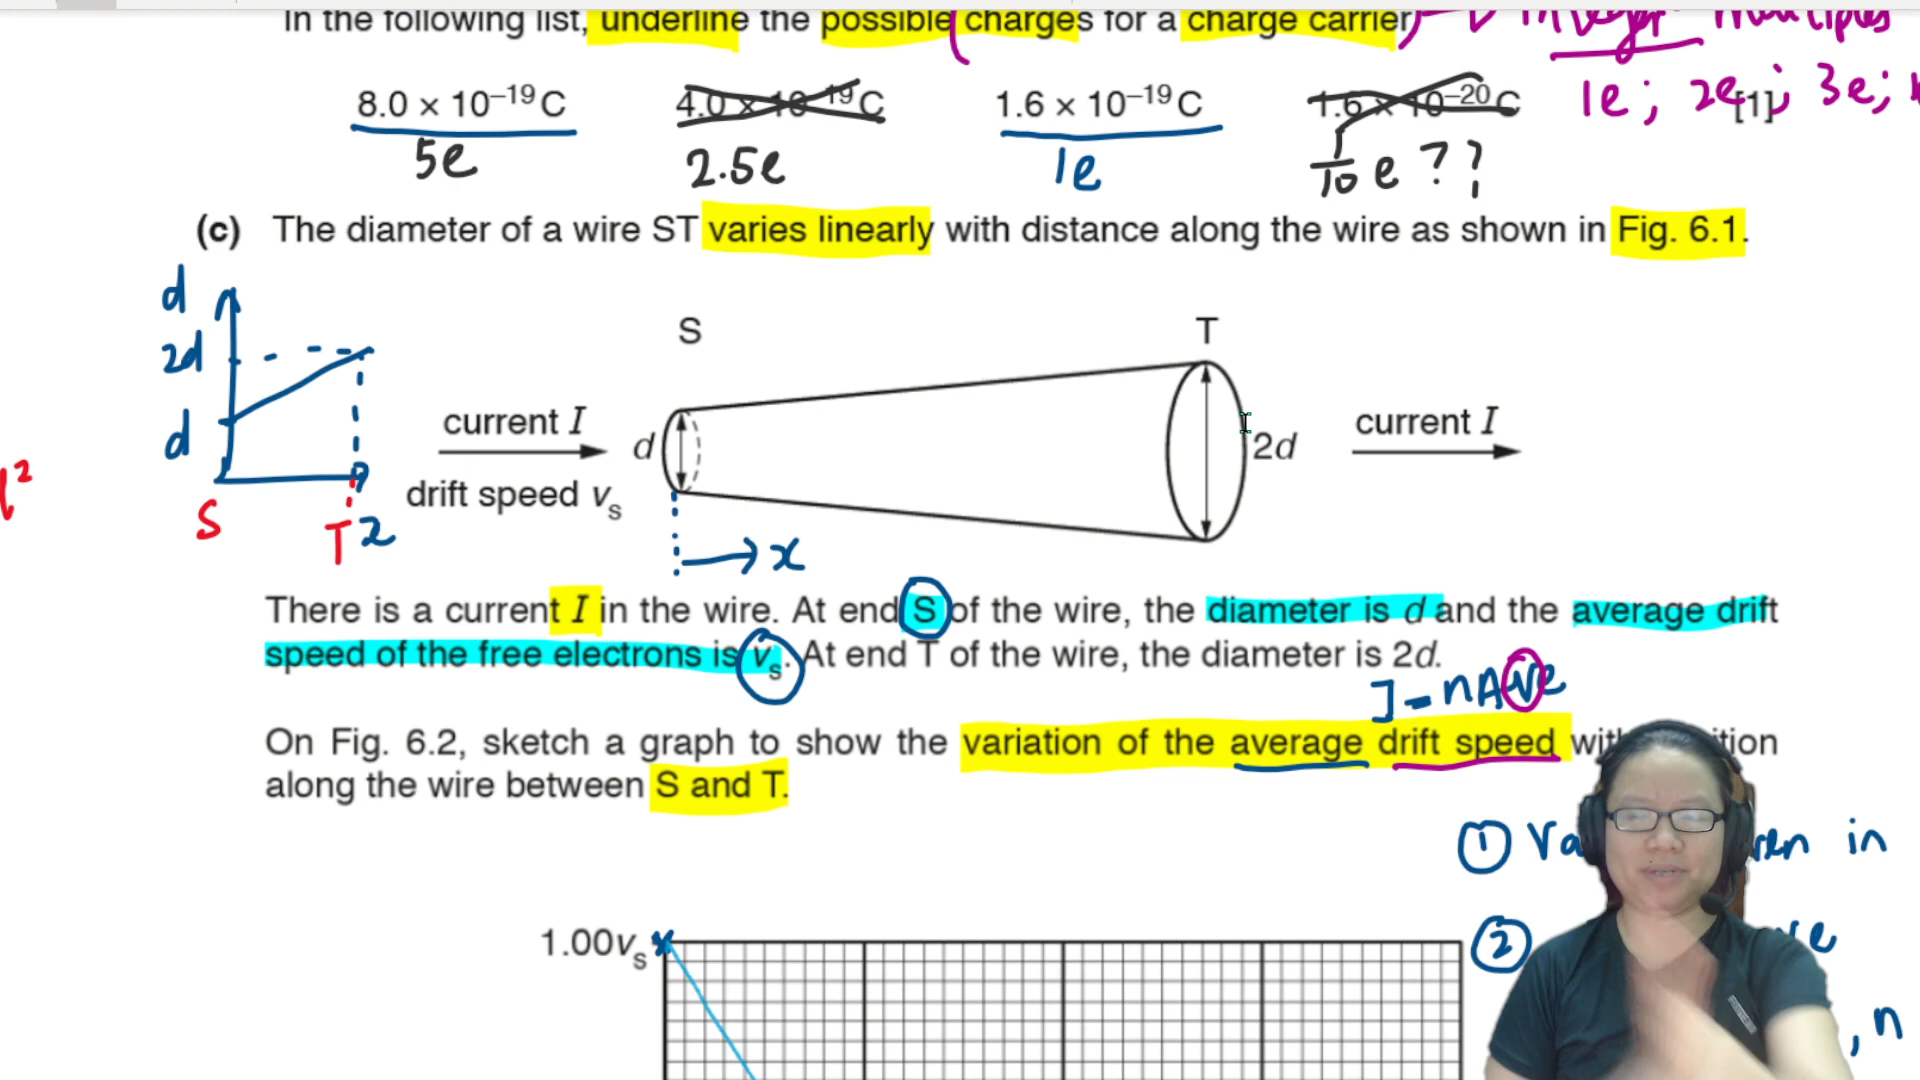 In the following list, underline the possible charges for a charge carrier → integer multiples
1e; 2e; 3e;
8.0 × 10⁻¹⁹ C 4.0 × 10⁻¹⁹ C 1.6 × 10⁻¹⁹ C 1.6 × 10⁻²⁰ C [1]
5e 2.5e 1e 1/10 e ??
(c) The diameter of a wire ST varies linearly with distance along the wire as shown in Fig. 6.1.
d
2d
d
S T
S T
current I d 2d current I
drift speed vₛ
x
There is a current I in the wire. At end S of the wire, the diameter is d and the average drift
speed of the free electrons is vₛ. At end T of the wire, the diameter is 2d.
I = nAve
On Fig. 6.2, sketch a graph to show the variation of the average drift speed
along the wire between S and T.
① in
②
, n
1.00vₛ